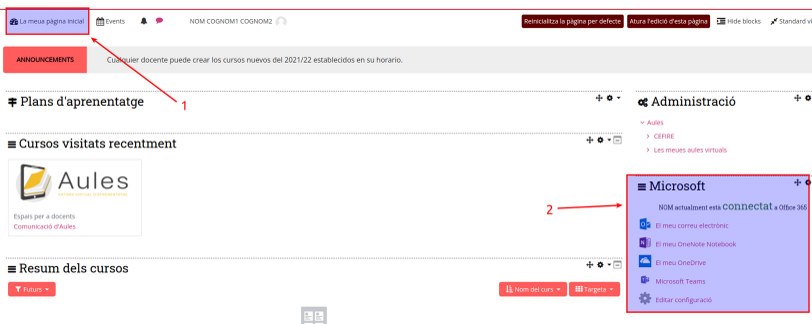 La meua pàgina inicial
Events
NOM COGNOM1 COGNOM2
Reinicialitza la pàgina per defecte
Atura l'edició d'esta pàgina
Hide blocks
Standard vi
ANNOUNCEMENTS
Cualquier docente puede crear los cursos nuevos del 2021/22 establecidos en su horario.
1
Plans d'aprenentatge
Cursos visitats recentment
Aules
Espais per a docents
Comunicació d'Aules
Resum dels cursos
Futurs
Nom del curs
Targeta
Administració
Aules
CEFIRE
Les meues aules virtuals
2
Microsoft
NOM actualment està connectat a Office 365
El meu correu electrònic
El meu OneNote Notebook
El meu OneDrive
Microsoft Teams
Editar configuració